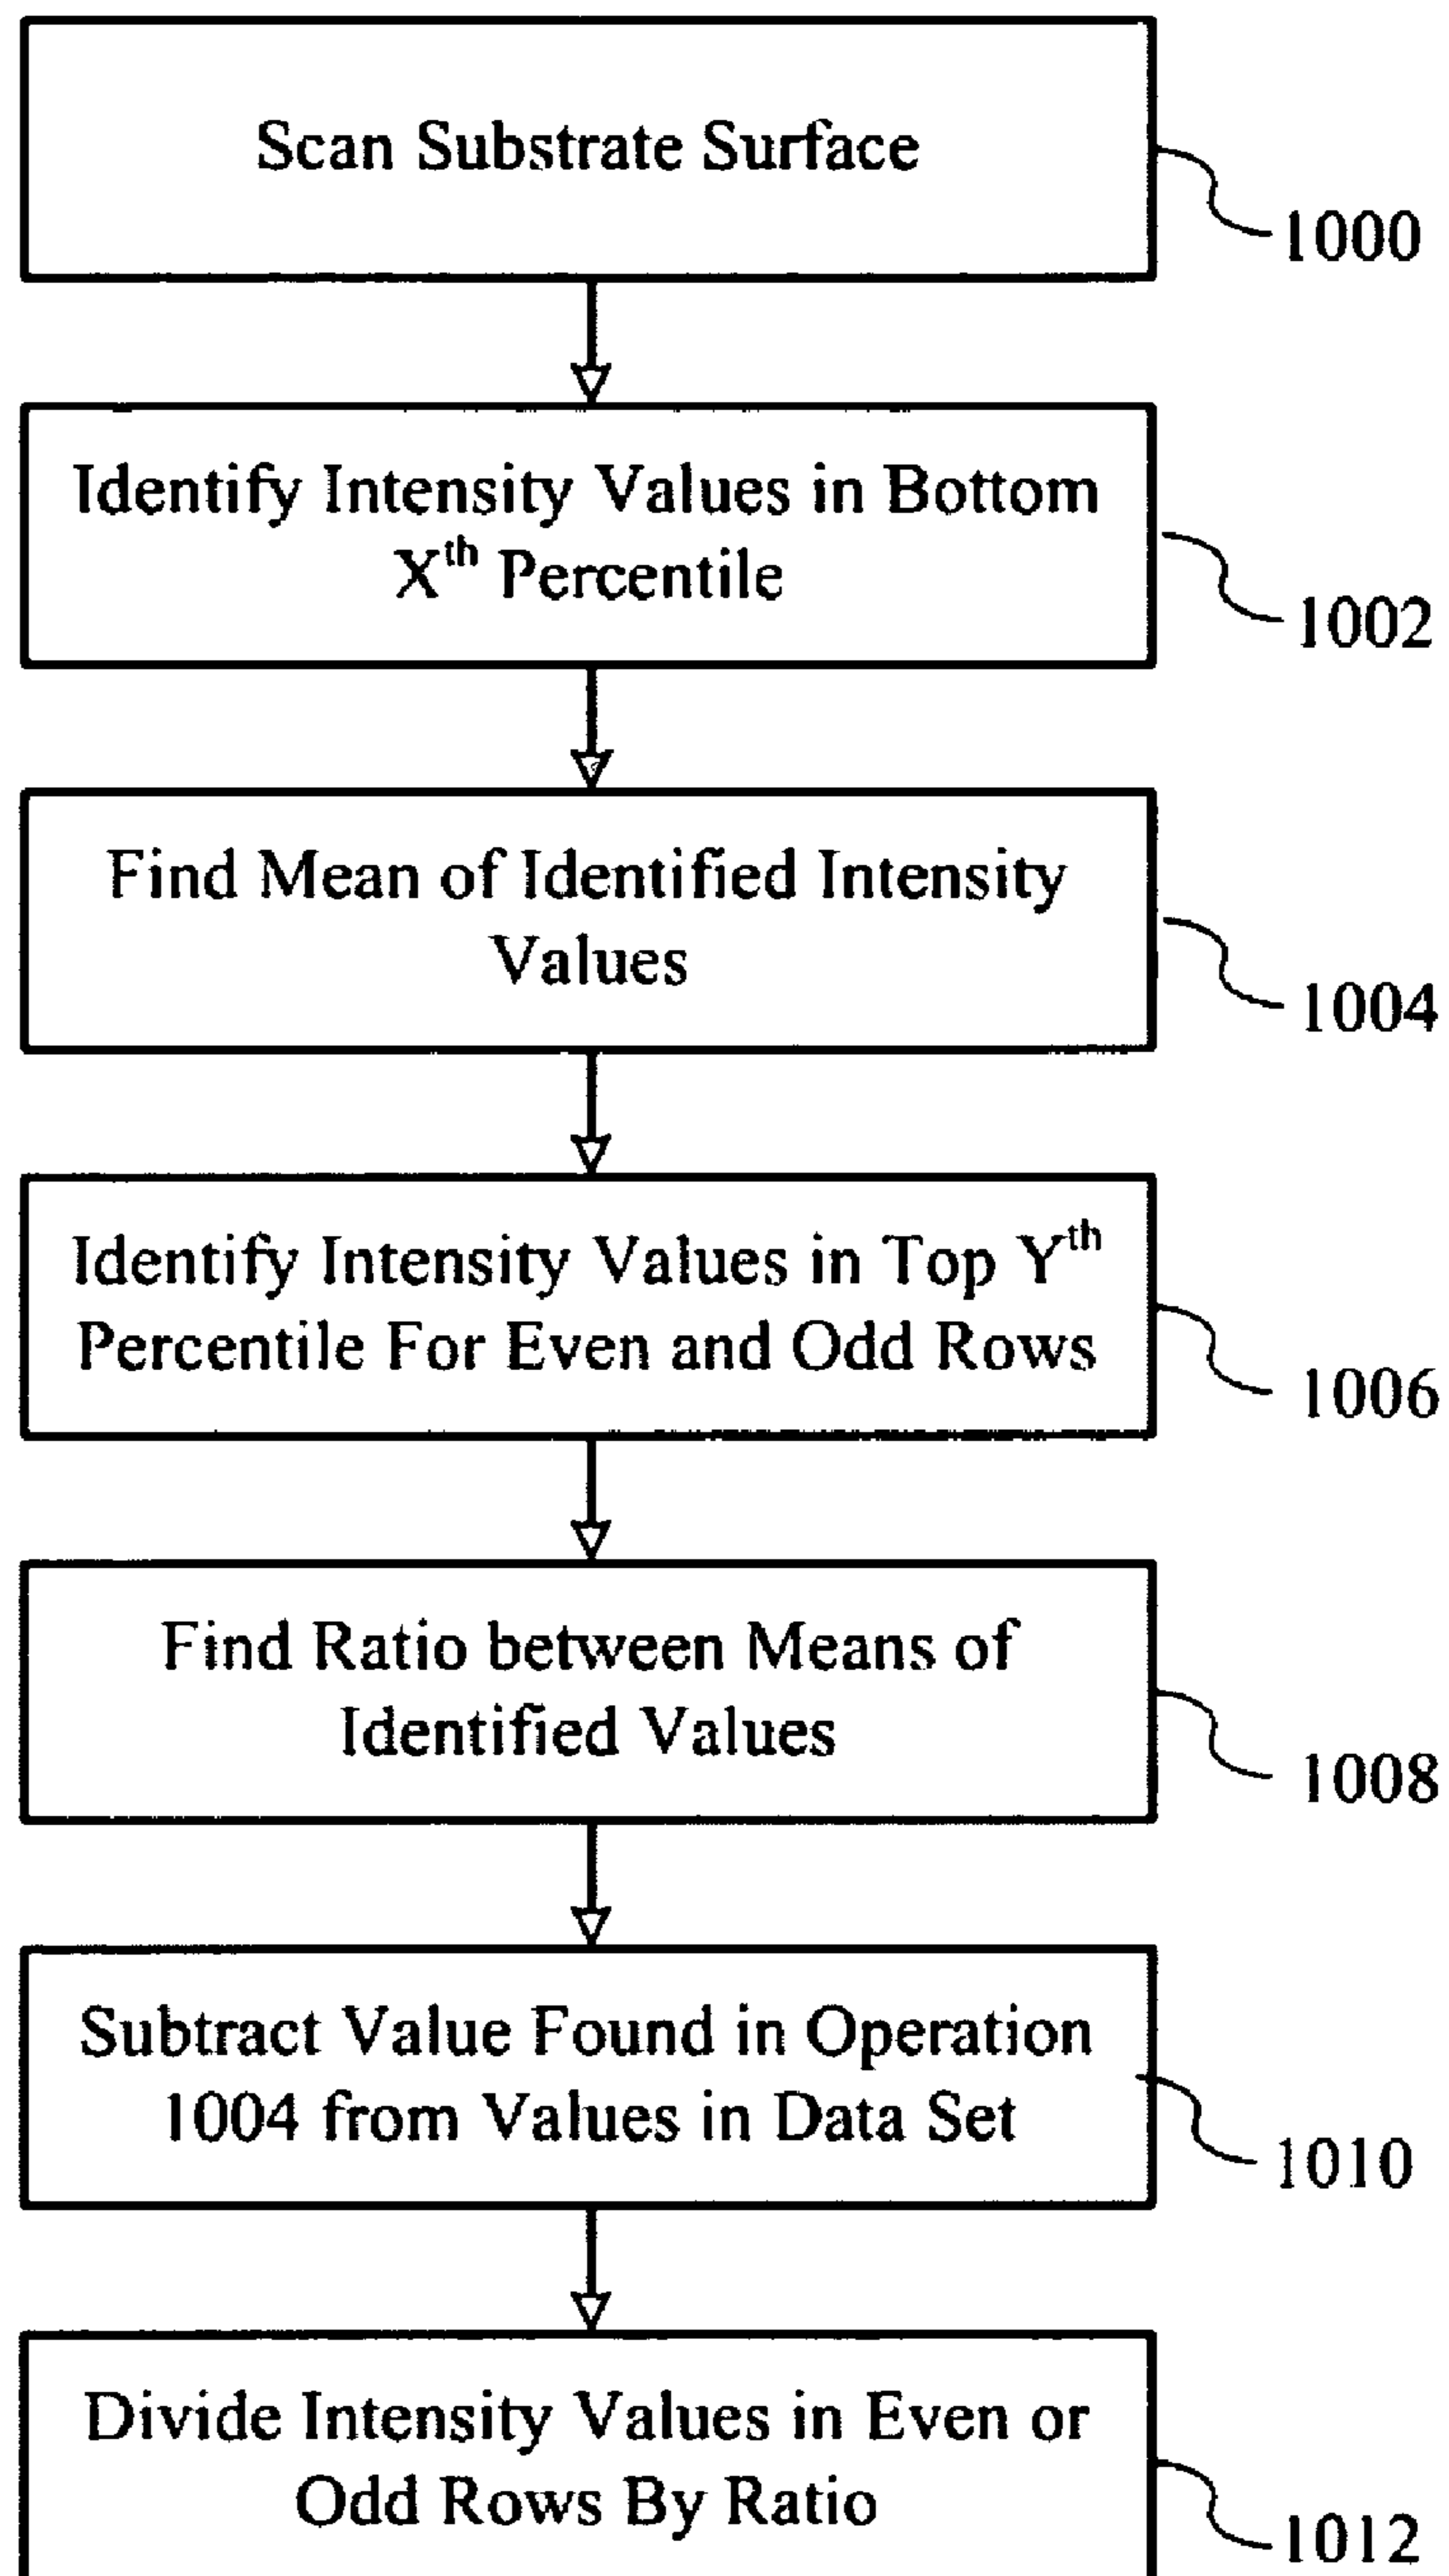 Scan Substrate Surface
1000
Identify Intensity Values in Bottom
Xth Percentile
1002
Find Mean of Identified Intensity
Values
1004
Identify Intensity Values in Top Yth
Percentile For Even and Odd Rows
1006
Find Ratio between Means of
Identified Values
1008
Subtract Value Found in Operation
1004 from Values in Data Set
1010
Divide Intensity Values in Even or
Odd Rows By Ratio
1012